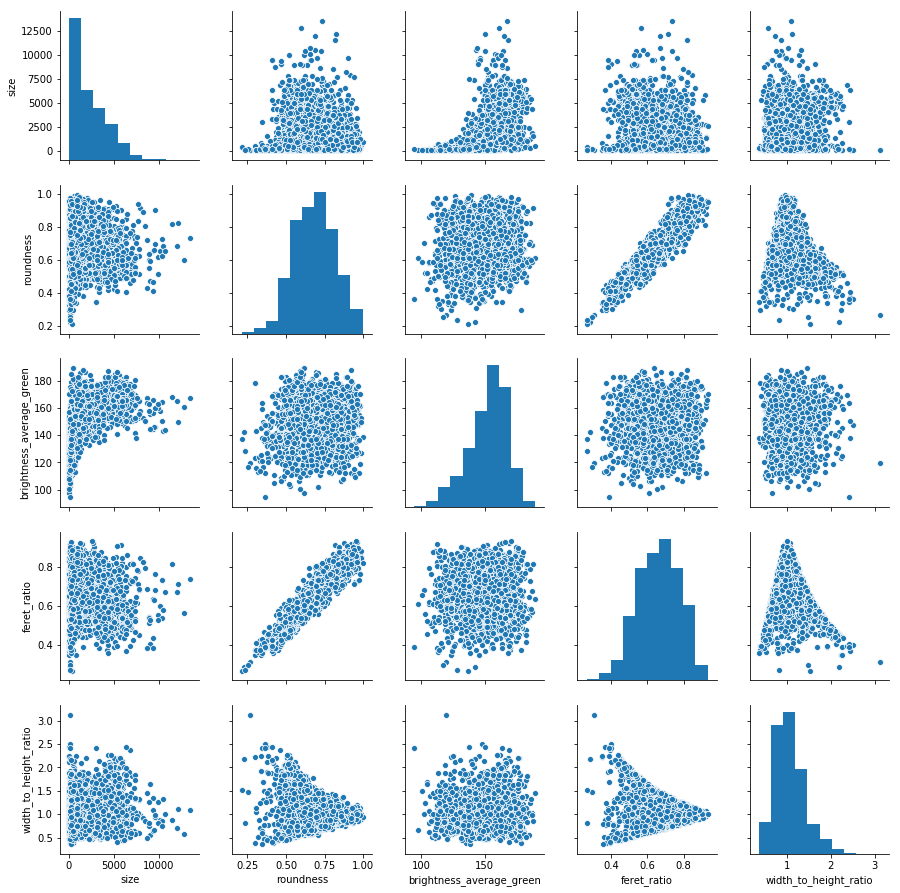 size
12500
10000
7500
5000
2500
0
roundness
1.0
0.8
0.6
0.4
0.2
brightness_average_green
180
160
140
120
100
feret_ratio
0.8
0.6
0.4
width_to_height_ratio
3.0
2.5
2.0
1.5
1.0
0.5
0 5000 10000
0.25 0.50 0.75 1.00
100 150
0.4 0.6 0.8
1 2 3
size roundness brightness_average_green feret_ratio width_to_height_ratio